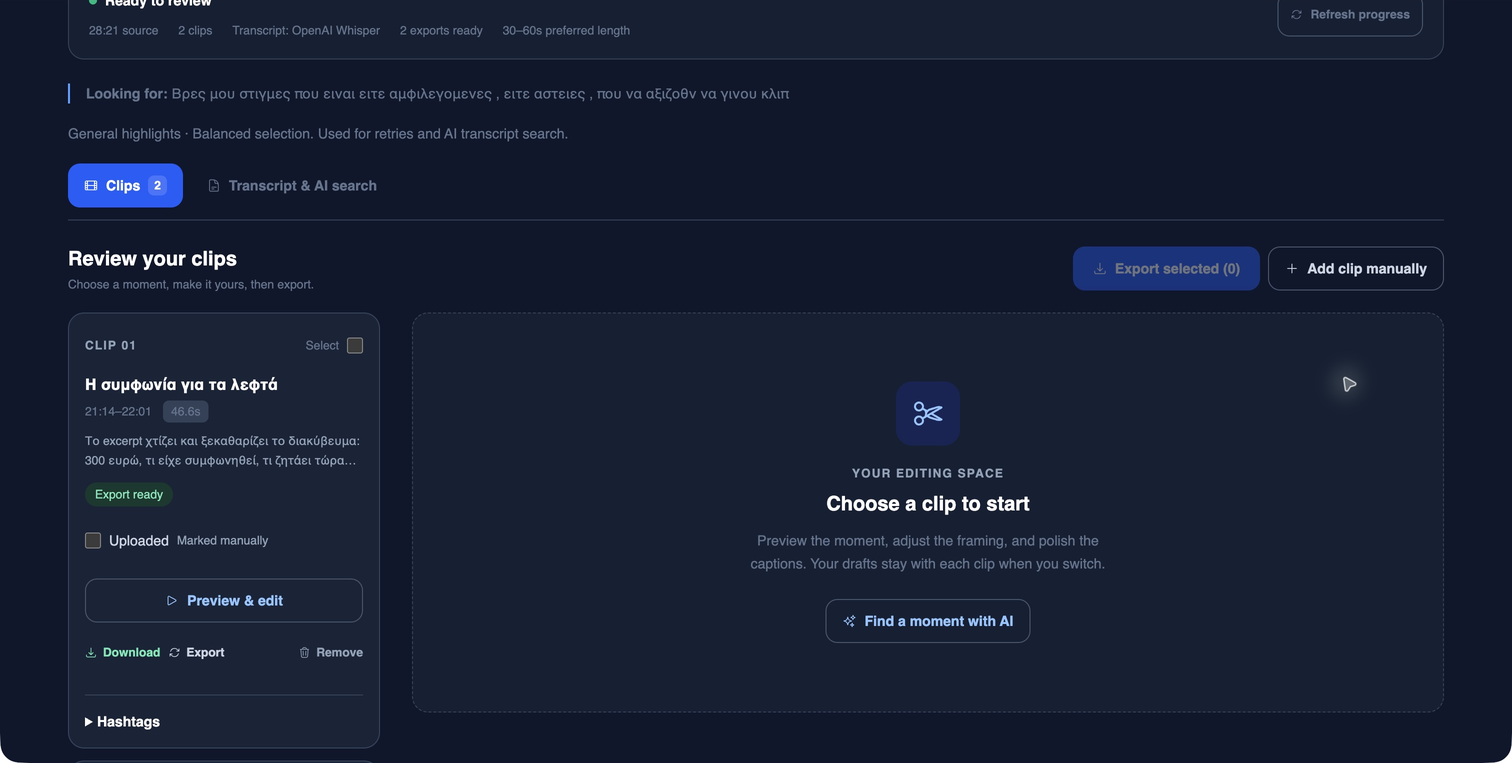 Ready to review
28:21 source 2 clips Transcript: OpenAI Whisper 2 exports ready 30–60s preferred length
Refresh progress
Looking for: Βρες μου στιγμες που ειναι ειτε αμφιλεγομενες , ειτε αστειες , που να αξιζοθν να γινου κλιπ
General highlights · Balanced selection. Used for retries and AI transcript search.
Clips 2
Transcript & AI search
Review your clips
Choose a moment, make it yours, then export.
Export selected (0)
Add clip manually
CLIP 01
Select
Η συμφωνία για τα λεφτά
21:14–22:01 46.6s
Το excerpt χτίζει και ξεκαθαρίζει το διακύβευμα:
300 ευρώ, τι είχε συμφωνηθεί, τι ζητάει τώρα…
Export ready
Uploaded Marked manually
Preview & edit
Download Export Remove
Hashtags
YOUR EDITING SPACE
Choose a clip to start
Preview the moment, adjust the framing, and polish the
captions. Your drafts stay with each clip when you switch.
Find a moment with AI